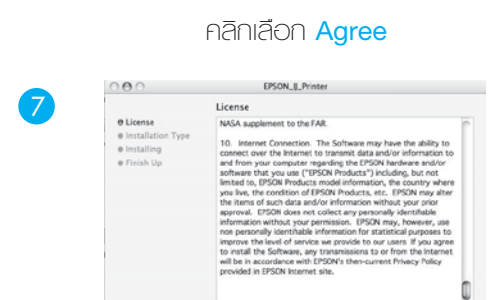 คลิกเลือก Agree
7
EPSON_IJ_Printer
License
License
Installation Type
Installing
Finish Up
NASA supplement to the FAR.
10. Internet Connection. The Software may have the ability to
connect over the Internet to transmit data and/or information to
and from your computer regarding the EPSON hardware and/or
software that you use ("EPSON Products") including, but not
limited to, EPSON Products model information, the country where
you live, the condition of EPSON Products, etc. EPSON may alter
the items of such data and/or information without your prior
approval. EPSON does not collect any personally identifiable
information without your permission. EPSON may, however, use
non personally identifiable information for statistical purposes to
improve the level of service we provide to our users. If you agree
to install the Software, any transmissions to or from the Internet
will be in accordance with EPSON's then-current Privacy Policy
provided in EPSON Internet site.